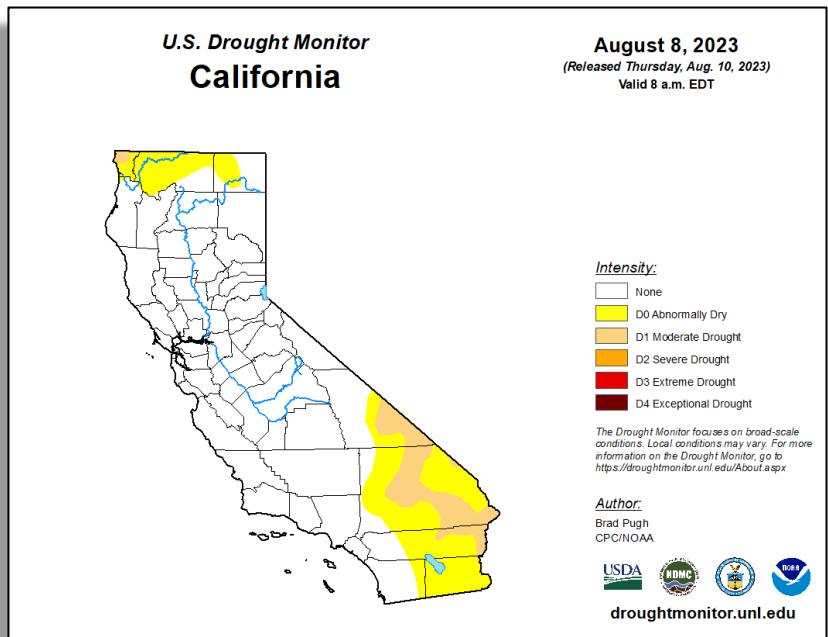 U.S. Drought Monitor
California
August 8, 2023
(Released Thursday, Aug. 10, 2023)
Valid 8 a.m. EDT
Intensity:
None
D0 Abnormally Dry
D1 Moderate Drought
D2 Severe Drought
D3 Extreme Drought
D4 Exceptional Drought
The Drought Monitor focuses on broad-scale
conditions. Local conditions may vary. For more
information on the Drought Monitor, go to
https://droughtmonitor.unl.edu/About.aspx
Author:
Brad Pugh
CPC/NOAA
USDA
NDMC
noaa
droughtmonitor.unl.edu